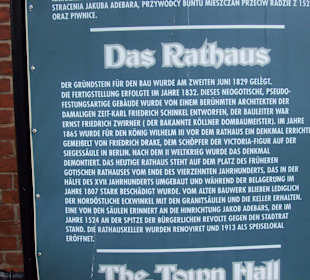 STRACENIA JAKUBA ADEBARA, PRZYWÓDCY BUNTU MIESZCZAN PRZECIW RADZIE Z 152
ORAZ PIWNICE.
Das Rathaus
DER GRÜNDSTEIN FÜR DEN BAU WURDE AM ZWEITEN JUNI 1829 GELEGT.
DIE FERTIGSTELLUNG ERFOLGTE IM JAHRE 1832. DIESES NEOGOTISCHE, PSEUDO-
FESTUNGSARTIGE GEBÄUDE WURDE VON EINEM BERÜHMTEN ARCHITEKTEN DER
DAMALIGEN ZEIT-KARL FRIEDRICH SCHINKEL ENTWORFEN, DER BAULEITER WAR
ERNST FRIEDRICH ZWIRNER ( DER BAKANNTE KÖLLNER DOMBAUMEISTER). IM JAHRE
1865 WURDE FÜR DEN KÖNIG WILHELM III VOR DEM RATHAUS EIN DENKMAL ERRICHTE
GEMEIßELT VON FRIEDRICH DRAKE, DEM SCHÖPFER DER VICTORIA-FIGUR AUF DER
SIEGESSÄULE IN BERLIN. NACH DEM II WELTKRIEG WURDE DAS DENKMAL
DEMONTIERT. DAS HEUTIGE RATHAUS STEHT AUF DEM PLATZ DES FRÜHEREN
GOTISCHEN RATHAUSES VOM ENDE DES VIERZEHNTEN JAHRHUNDERTS, DAS IN DER
HÄLFE DES XVII JAHRHUNDERTS UMGEBAUT UND WÄHREND DER BELAGERUNG IM
JAHRE 1807 STARK BESCHÄDIGT WURDE. VOM ALTEN BAUWERK BLIEBEN LEDIGLICH
DER NORDÖSTLICHE ECKWINKEL MIT DEN GRANITSÄULEN UND DIE KELLER ERHALTEN.
EINE VON DEN SÄULEN ERINNERT AN DIE HINRICHTUNG JAKOB ADEBARS, DER IM
JAHRE 1524 AN DER SPITZE DER BÜRGERLICHEN REVOLTE GEGEN DEN STADTRAT
STAND. DIE RATHAUSKELLER WURDEN RENOVIRET UND 1913 ALS SPEISELOKAL
ERÖFFNET.
The Town Hall